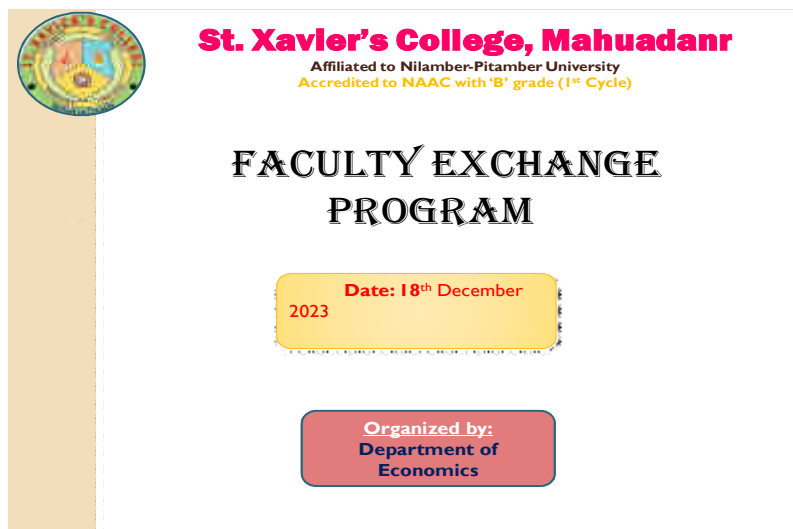 St. Xavier's College, Mahuadanr
Affiliated to Nilamber-Pitamber University
Accredited to NAAC with 'B' grade (1st Cycle)
FACULTY EXCHANGE
PROGRAM
Date: 18th December
2023
Organized by:
Department of
Economics